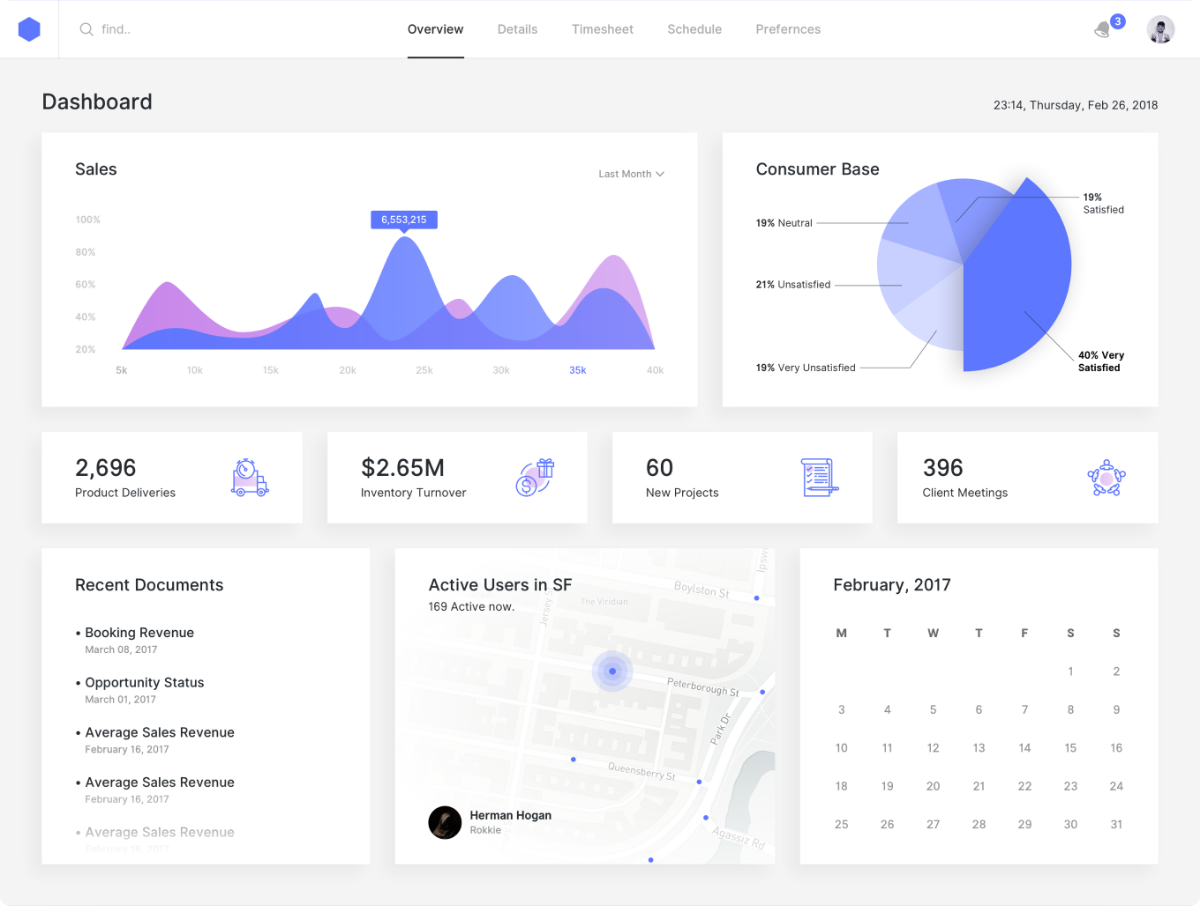 find..
Overview
Details
Timesheet
Schedule
Prefernces
3
Dashboard
23:14, Thursday, Feb 26, 2018
Sales
Last Month
100%
80%
60%
40%
20%
6,553,215
5k
10k
15k
20k
25k
30k
35k
40k
Consumer Base
19%
Satisfied
19% Neutral
21% Unsatisfied
19% Very Unsatisfied
40% Very
Satisfied
2,696
Product Deliveries
$2.65M
Inventory Turnover
$
60
New Projects
396
Client Meetings
Recent Documents
• Booking Revenue
March 08, 2017
• Opportunity Status
March 01, 2017
• Average Sales Revenue
February 16, 2017
• Average Sales Revenue
February 16, 2017
• Average Sales Revenue
February 16, 2017
Active Users in SF
169 Active now.
Boylston St
Ipsw
The Viridian
Jersey S
Peterborough St
Park Dr
Queensberry St
Agassiz Rd
Herman Hogan
Rokkie
February, 2017
M T W T F S S
1 2
3 4 5 6 7 8 9
10 11 12 13 14 15 16
18 19 20 21 22 23 24
25 26 27 28 29 30 31